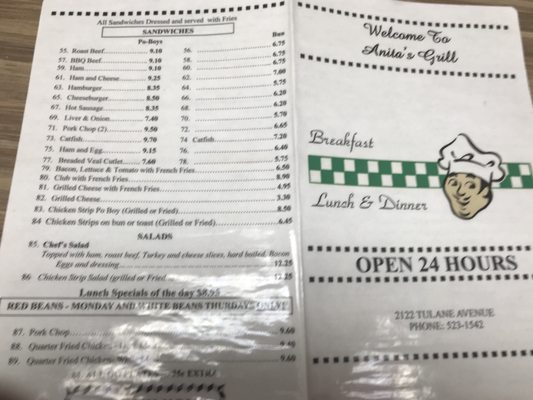 All Sandwiches Dressed and served with Fries
SANDWICHES
Po-Boys Bun
55. Roast Beef 9.10 56. 6.75
57. BBQ Beef 9.10 58. 6.75
59. Ham 9.10 60. 6.75
61. Ham and Cheese 9.25 62. 7.00
63. Hamburger 8.35 64. 5.75
65. Cheeseburger 8.50 66. 6.20
67. Hot Sausage 8.35 68. 6.20
69. Liver & Onion 7.40 70. 5.70
71. Pork Chop (2) 9.50 72. 6.65
73. Catfish 9.70 74 Catfish 7.20
75. Ham and Egg 9.15 76. 6.40
77. Breaded Veal Cutlet 7.60 78. 5.75
79. Bacon, Lettuce & Tomato with French Fries 6.50
80. Club with French Fries 8.90
81. Grilled Cheese with French Fries 4.95
82. Grilled Cheese 3.30
83. Chicken Strip Po Boy (Grilled or Fried) 8.50
84 Chicken Strips on bun or toast (Grilled or Fried) 6.45
SALADS
85. Chef's Salad
Topped with ham, roast beef, Turkey and cheese slices, hard boiled, Bacon
Eggs and dressing 12.25
86 Chicken Strip Salad (grilled or Fried) 12.25
Lunch Specials of the day $8.95
RED BEANS - MONDAY AND WHITE BEANS THURDAYS ONLY!
87. Pork Chop 9.60
88. Quarter Fried Chicken
89. Quarter Fried Chicken 9.60
25¢ EXTRA
Welcome To
Anita's Grill
Breakfast
Lunch & Dinner
OPEN 24 HOURS
2122 TULANE AVENUE
PHONE: 523-1542